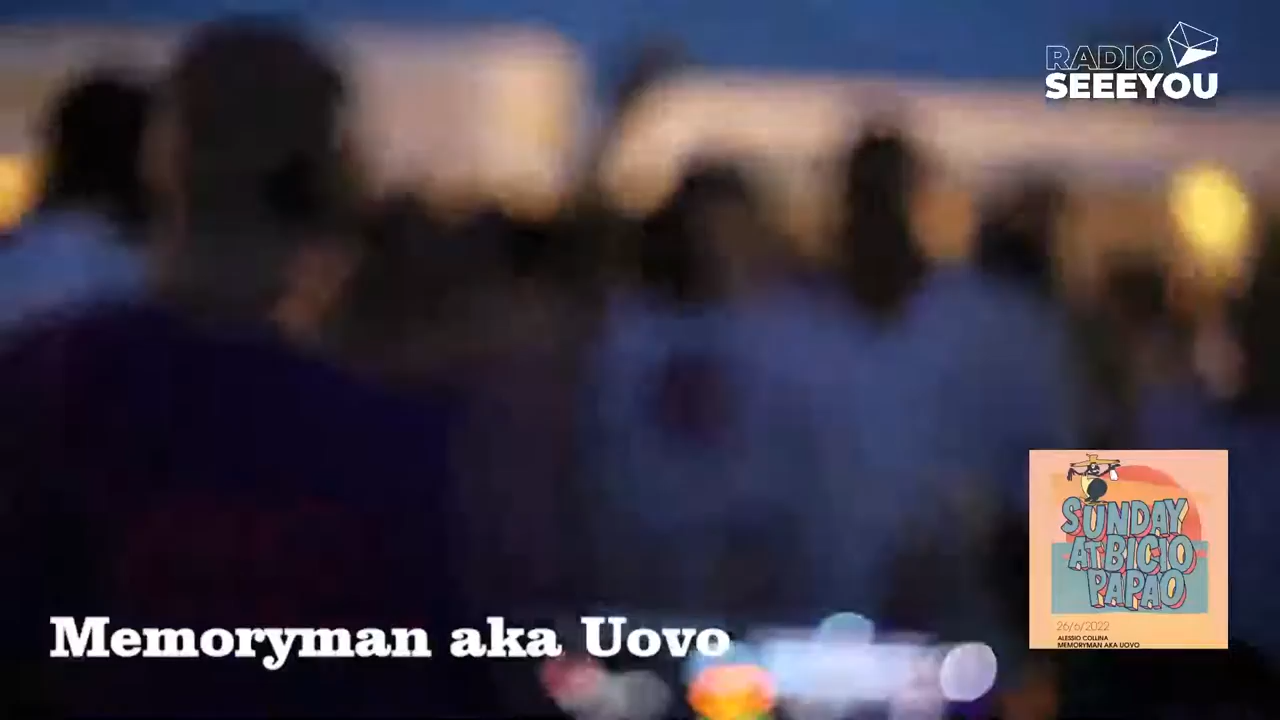 RADIO
SEEEYOU
SUNDAY
AT BICIO
PAPAO
26/6/2022
ALESSIO COLLINA
MEMORYMAN AKA UOVO
Memoryman aka Uovo